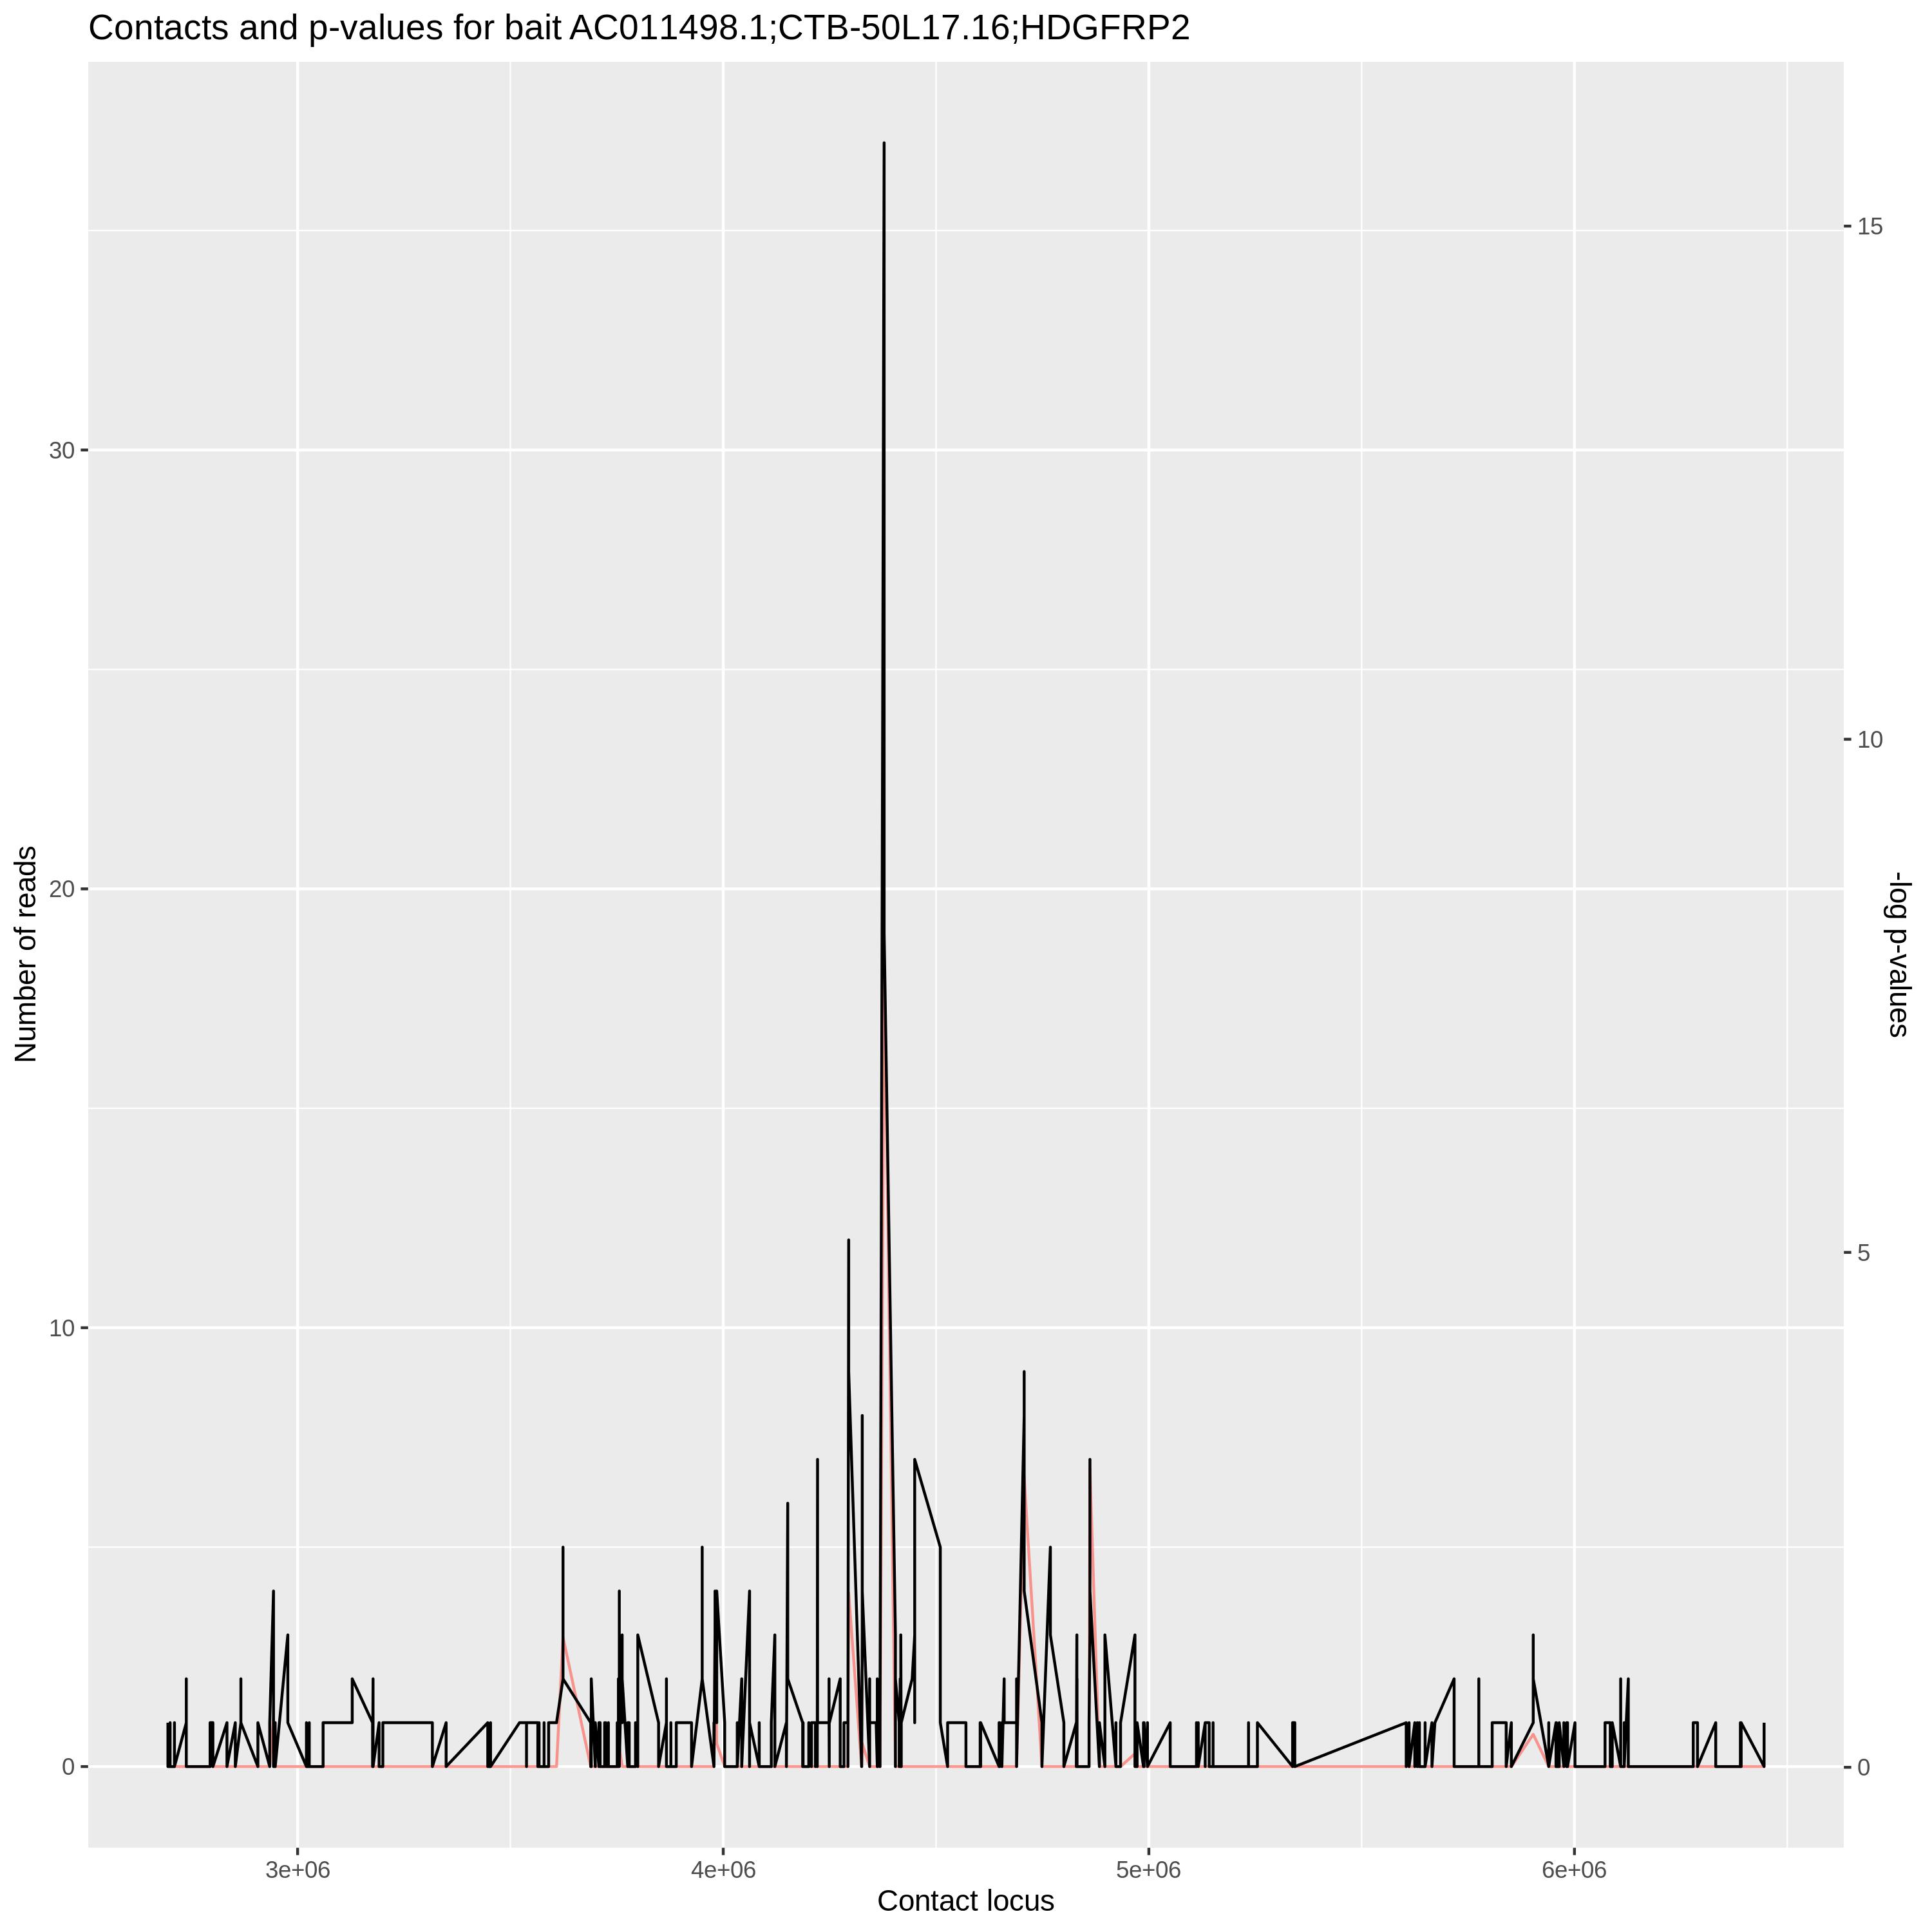 Contacts and p-values for bait AC011498.1;CTB-50L17.16;HDGFRP2
30
20
10
0
Number of reads
15
10
5
0
-log p-values
3e+06
4e+06
5e+06
6e+06
Contact locus